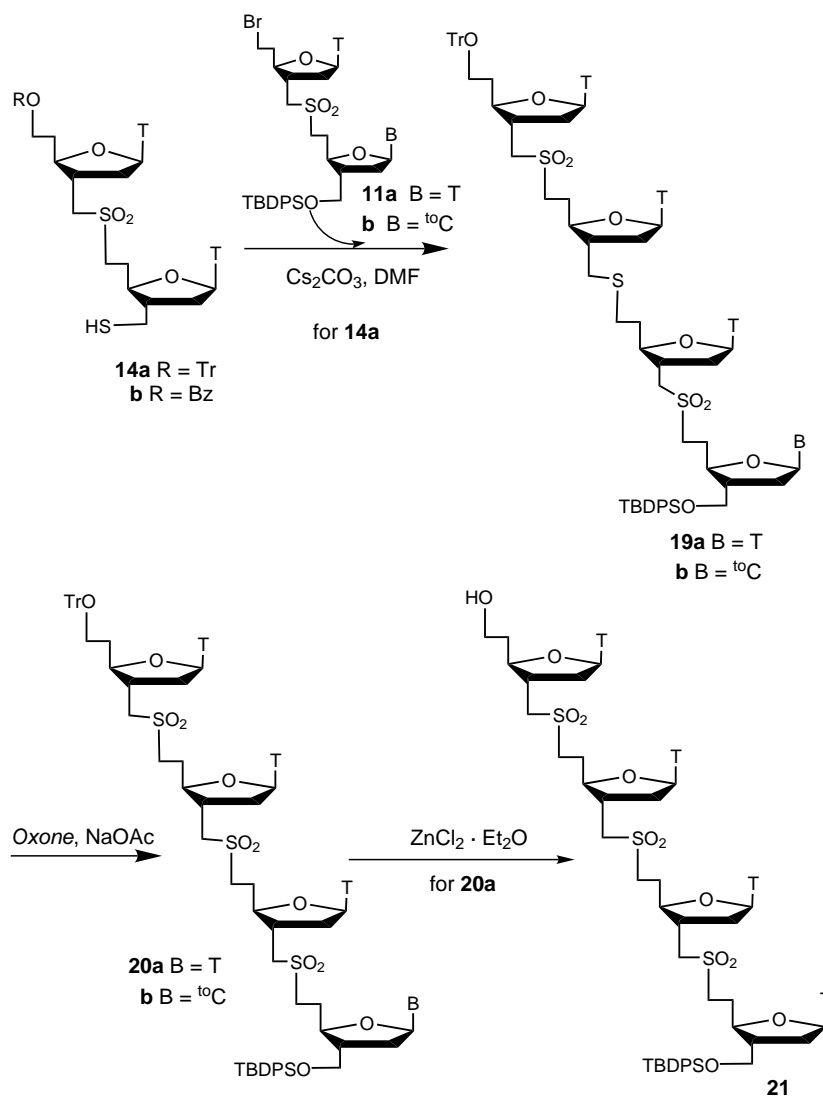 Br
T
O
TrO
T
O
SO2
RO
T
O
B
O
11a B = T
b B = toC
TBDPSO
SO2
SO2
T
O
T
O
Cs2CO3, DMF
for 14a
HS
S
14a R = Tr
b R = Bz
T
O
SO2
B
O
TBDPSO
19a B = T
b B = toC
TrO
T
O
HO
T
O
SO2
SO2
T
O
T
O
Oxone, NaOAc
ZnCl2 · Et2O
for 20a
SO2
SO2
T
O
T
O
20a B = T
b B = toC
SO2
SO2
B
O
O
TBDPSO
TBDPSO
21